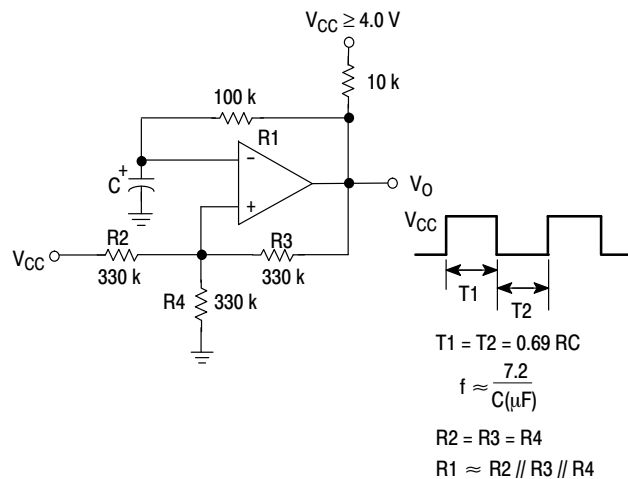 V_CC ≥ 4.0 V
10 k
100 k
R1
−
+
+
C
V_O
V_CC
R2
330 k
R3
330 k
R4
330 k
V_CC
T1
T2
T1 = T2 = 0.69 RC
f ≈ 7.2 / C(μF)
R2 = R3 = R4
R1 ≈ R2 // R3 // R4